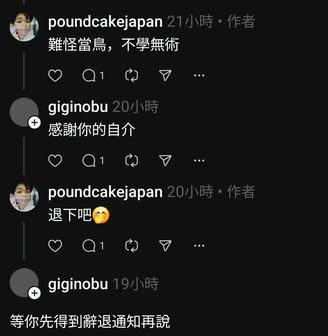 poundcakejapan 21小時・作者
難怪當鳥，不學無術
1
giginobu 20小時
感謝你的自介
1
poundcakejapan 20小時・作者
退下吧🤭
1
giginobu 19小時
等你先得到辭退通知再說